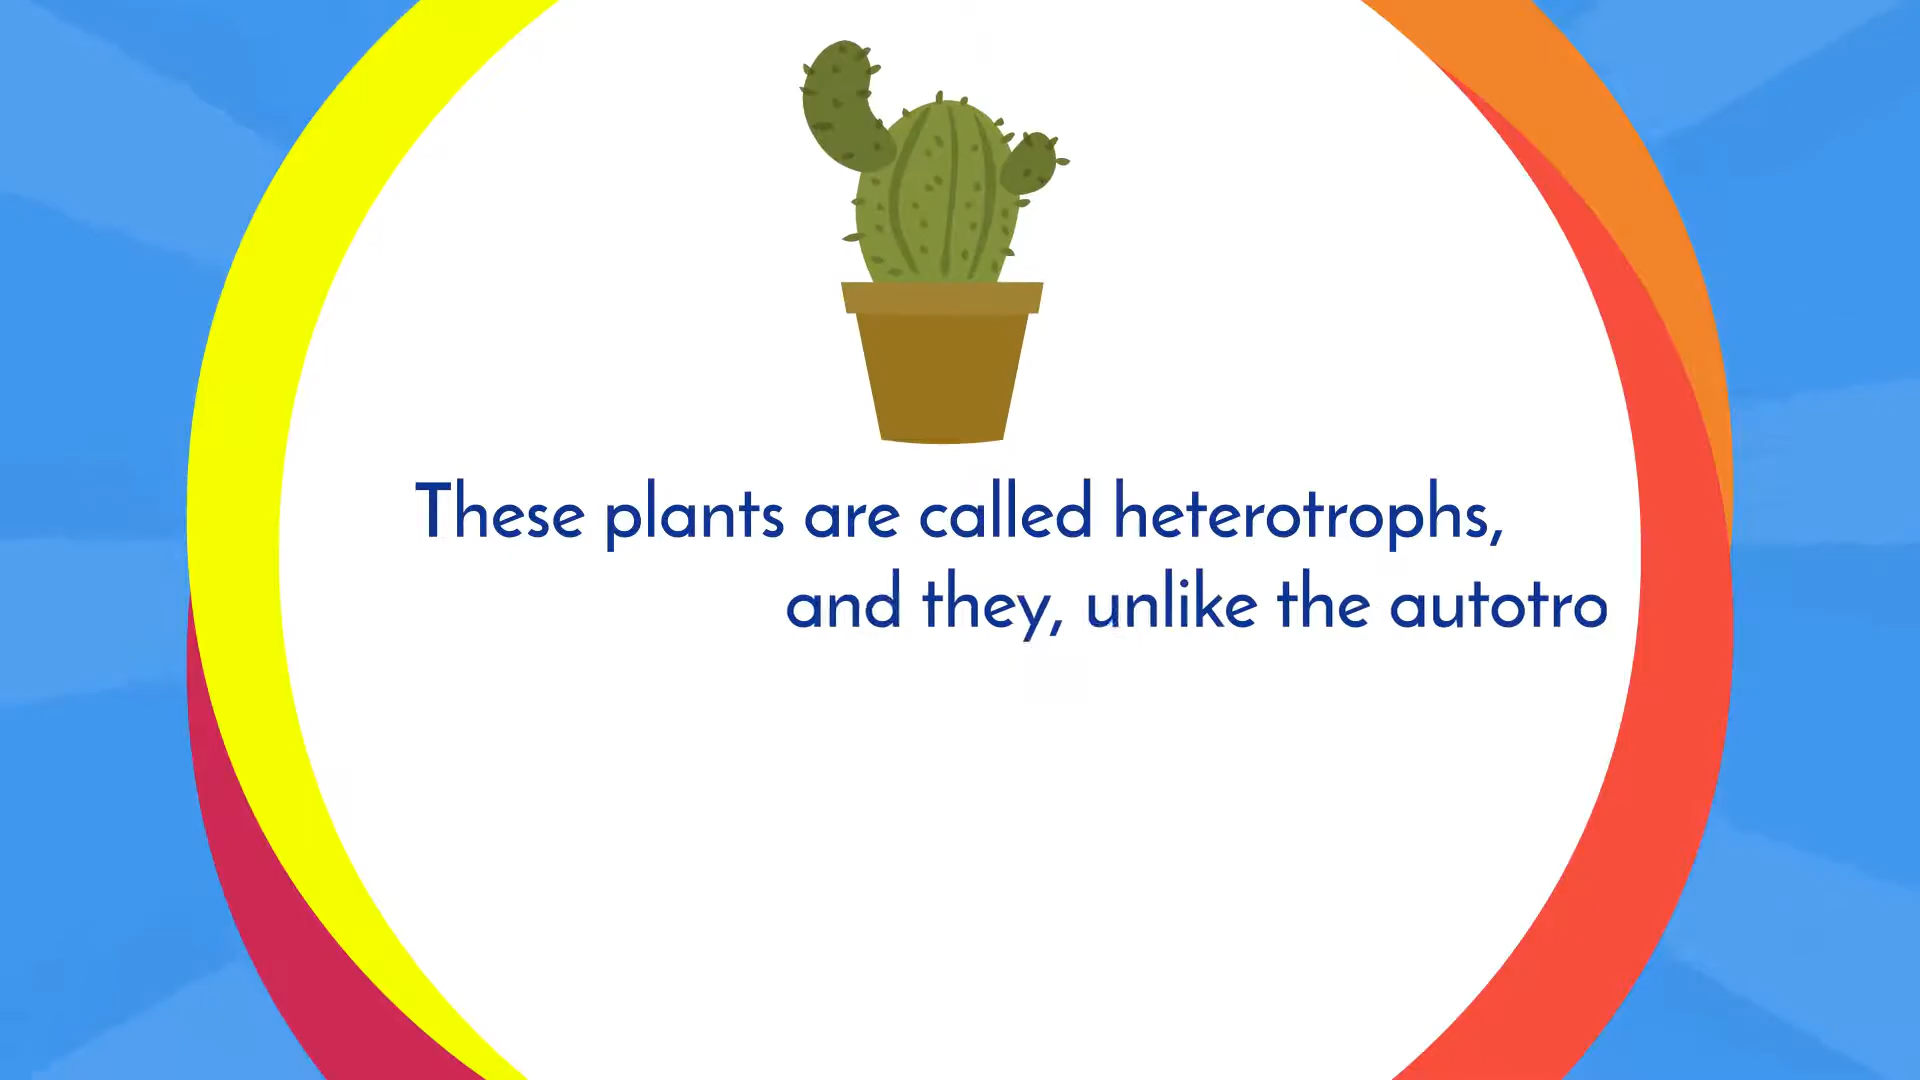 These plants are called heterotrophs,
and they, unlike the autotro